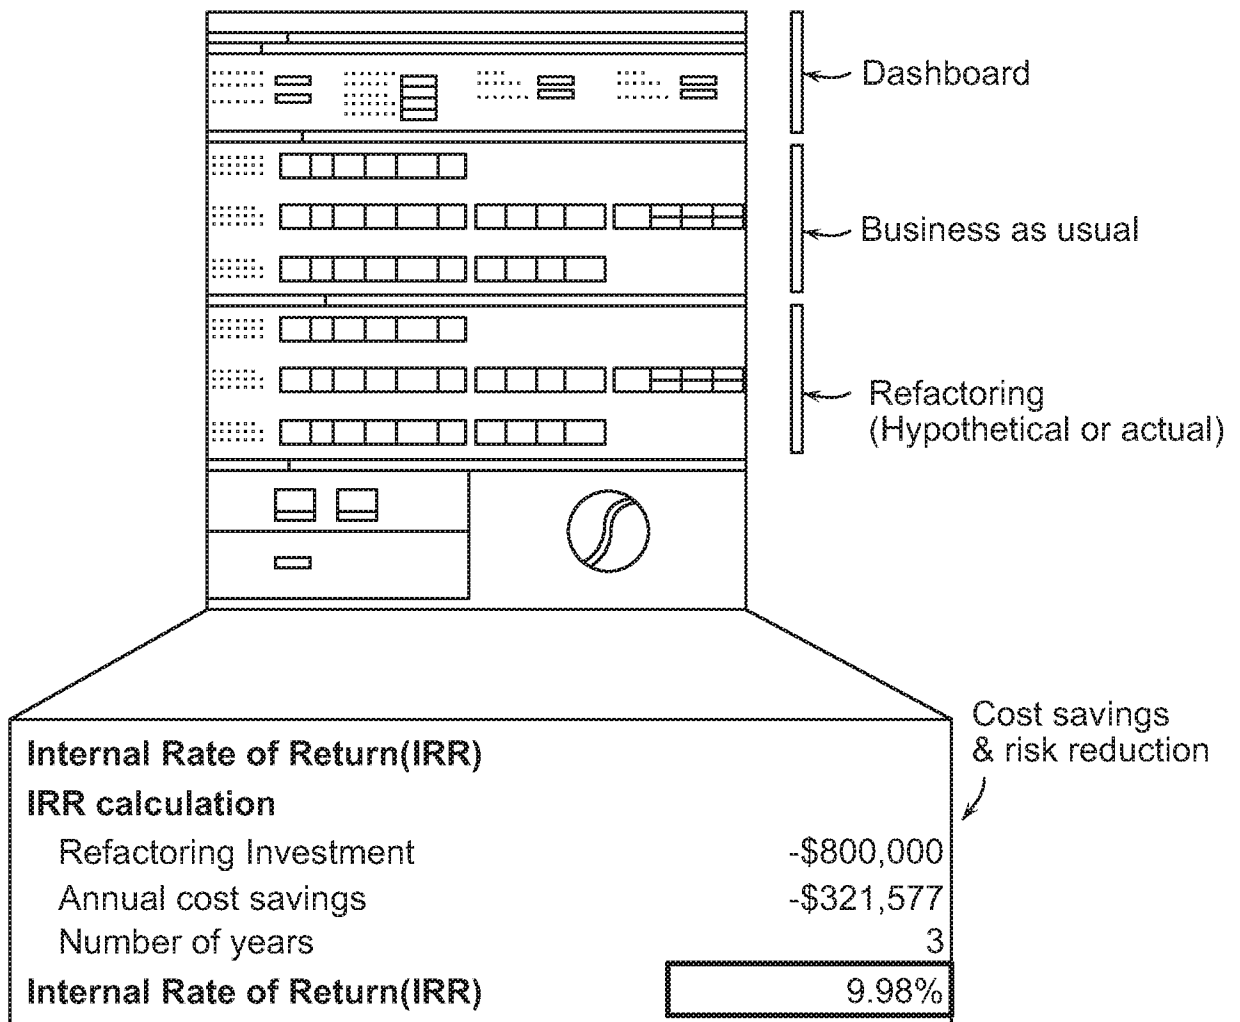 Dashboard
Business as usual
Refactoring
(Hypothetical or actual)
Cost savings
& risk reduction
Internal Rate of Return(IRR)
IRR calculation
Refactoring Investment -$800,000
Annual cost savings -$321,577
Number of years 3
Internal Rate of Return(IRR) 9.98%